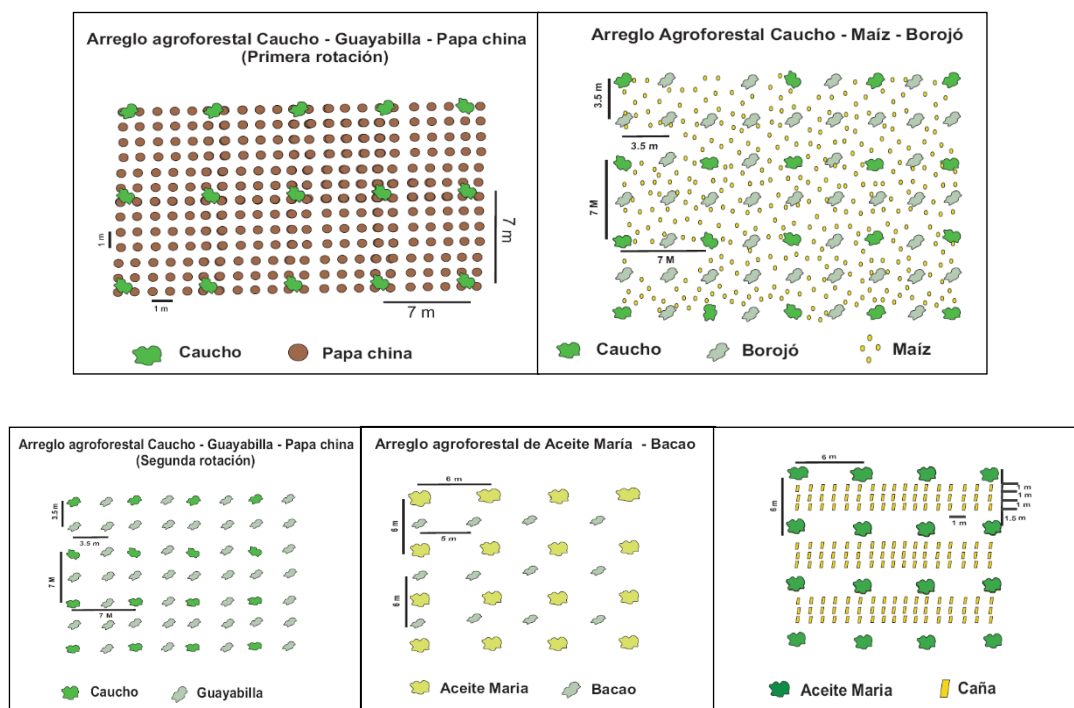 Arreglo agroforestal Caucho - Guayabilla - Papa china
(Primera rotación)
1 m
1 m
7 m
7 m
Caucho
Papa china
Arreglo Agroforestal Caucho - Maíz - Borojó
3.5 m
3.5 m
7 M
7 M
Caucho
Borojó
Maíz
Arreglo agroforestal Caucho - Guayabilla - Papa china
(Segunda rotación)
3.5 m
3.5 m
7 M
7 M
Caucho
Guayabilla
Arreglo agroforestal de Aceite María - Bacao
6 m
6 m
5 m
6 m
Aceite Maria
Bacao
6 m
6 m
1 m
1 m
1 m
1 m
1.5 m
Aceite Maria
Caña